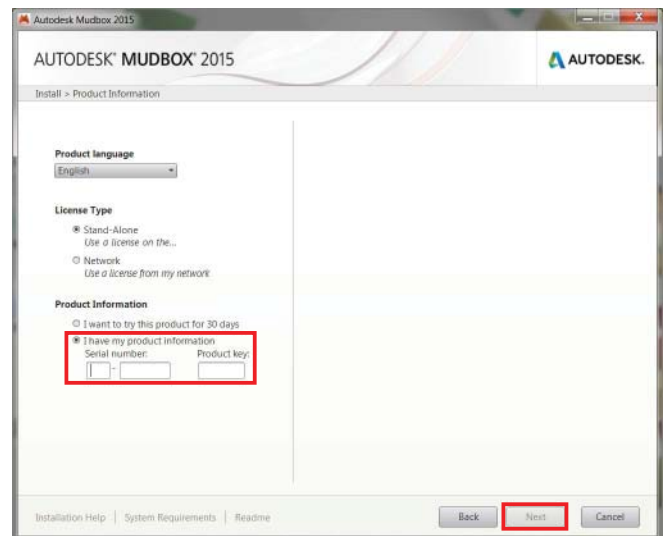 Autodesk Mudbox 2015
AUTODESK® MUDBOX® 2015
AUTODESK.
Install > Product Information
Product language
English
License Type
Stand-Alone
Use a license on the...
Network
Use a license from my network
Product Information
I want to try this product for 30 days
I have my product information
Serial number: Product key:
-
Installation Help | System Requirements | Readme
Back Next Cancel